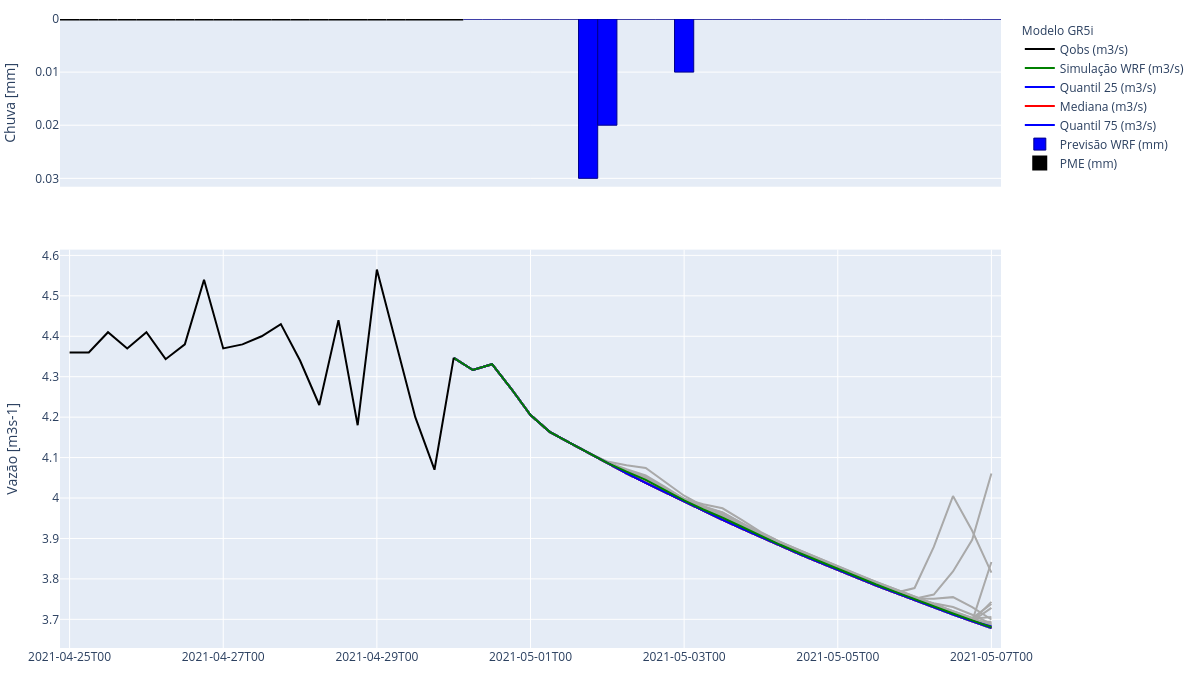 Chuva [mm]
0
0.01
0.02
0.03
Modelo GR5i
Qobs (m3/s)
Simulação WRF (m3/s)
Quantil 25 (m3/s)
Mediana (m3/s)
Quantil 75 (m3/s)
Previsão WRF (mm)
PME (mm)
Vazão [m3s-1]
4.6
4.5
4.4
4.3
4.2
4.1
4
3.9
3.8
3.7
2021-04-25T00
2021-04-27T00
2021-04-29T00
2021-05-01T00
2021-05-03T00
2021-05-05T00
2021-05-07T00